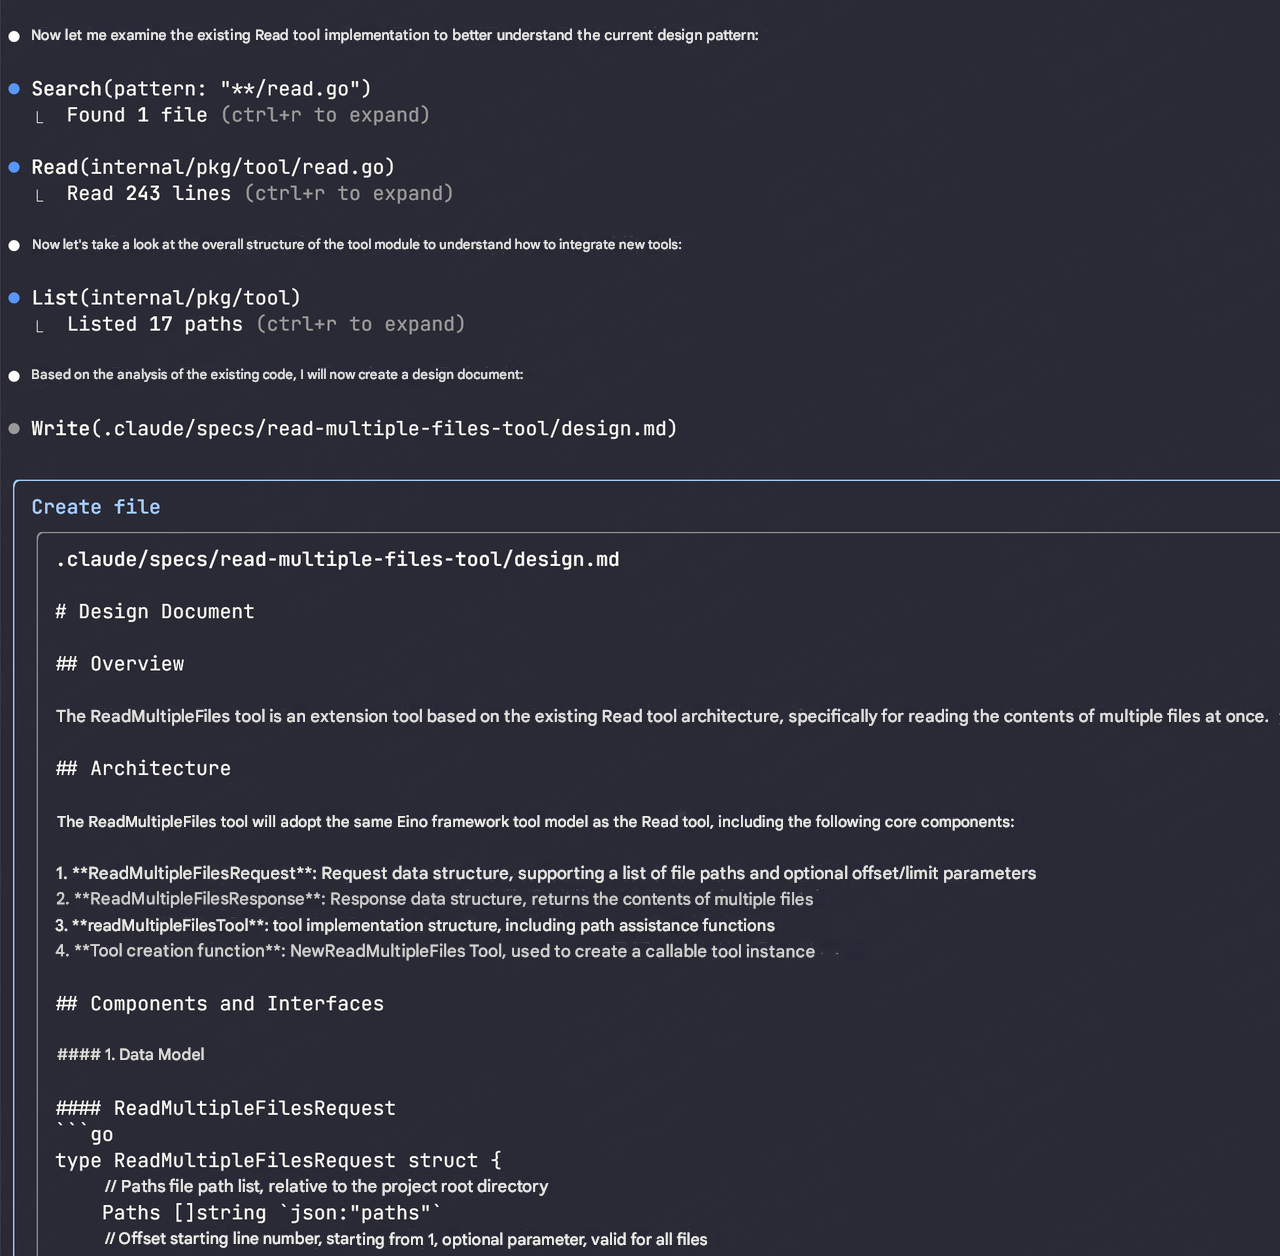 Now let me examine the existing Read tool implementation to better understand the current design pattern:
Search(pattern: "**/read.go")
Found 1 file (ctrl+r to expand)
Read(internal/pkg/tool/read.go)
Read 243 lines (ctrl+r to expand)
Now let's take a look at the overall structure of the tool module to understand how to integrate new tools:
List(internal/pkg/tool)
Listed 17 paths (ctrl+r to expand)
Based on the analysis of the existing code, I will now create a design document:
Write(.claude/specs/read-multiple-files-tool/design.md)
Create file
.claude/specs/read-multiple-files-tool/design.md
# Design Document
## Overview
The ReadMultipleFiles tool is an extension tool based on the existing Read tool architecture, specifically for reading the contents of multiple files at once.
## Architecture
The ReadMultipleFiles tool will adopt the same Eino framework tool model as the Read tool, including the following core components:
1. **ReadMultipleFilesRequest**: Request data structure, supporting a list of file paths and optional offset/limit parameters
2. **ReadMultipleFilesResponse**: Response data structure, returns the contents of multiple files
3. **readMultipleFilesTool**: tool implementation structure, including path assistance functions
4. **Tool creation function**: NewReadMultipleFiles Tool, used to create a callable tool instance
## Components and Interfaces
#### 1. Data Model
#### ReadMultipleFilesRequest
```go
type ReadMultipleFilesRequest struct {
// Paths file path list, relative to the project root directory
Paths []string `json:"paths"`
// Offset starting line number, starting from 1, optional parameter, valid for all files